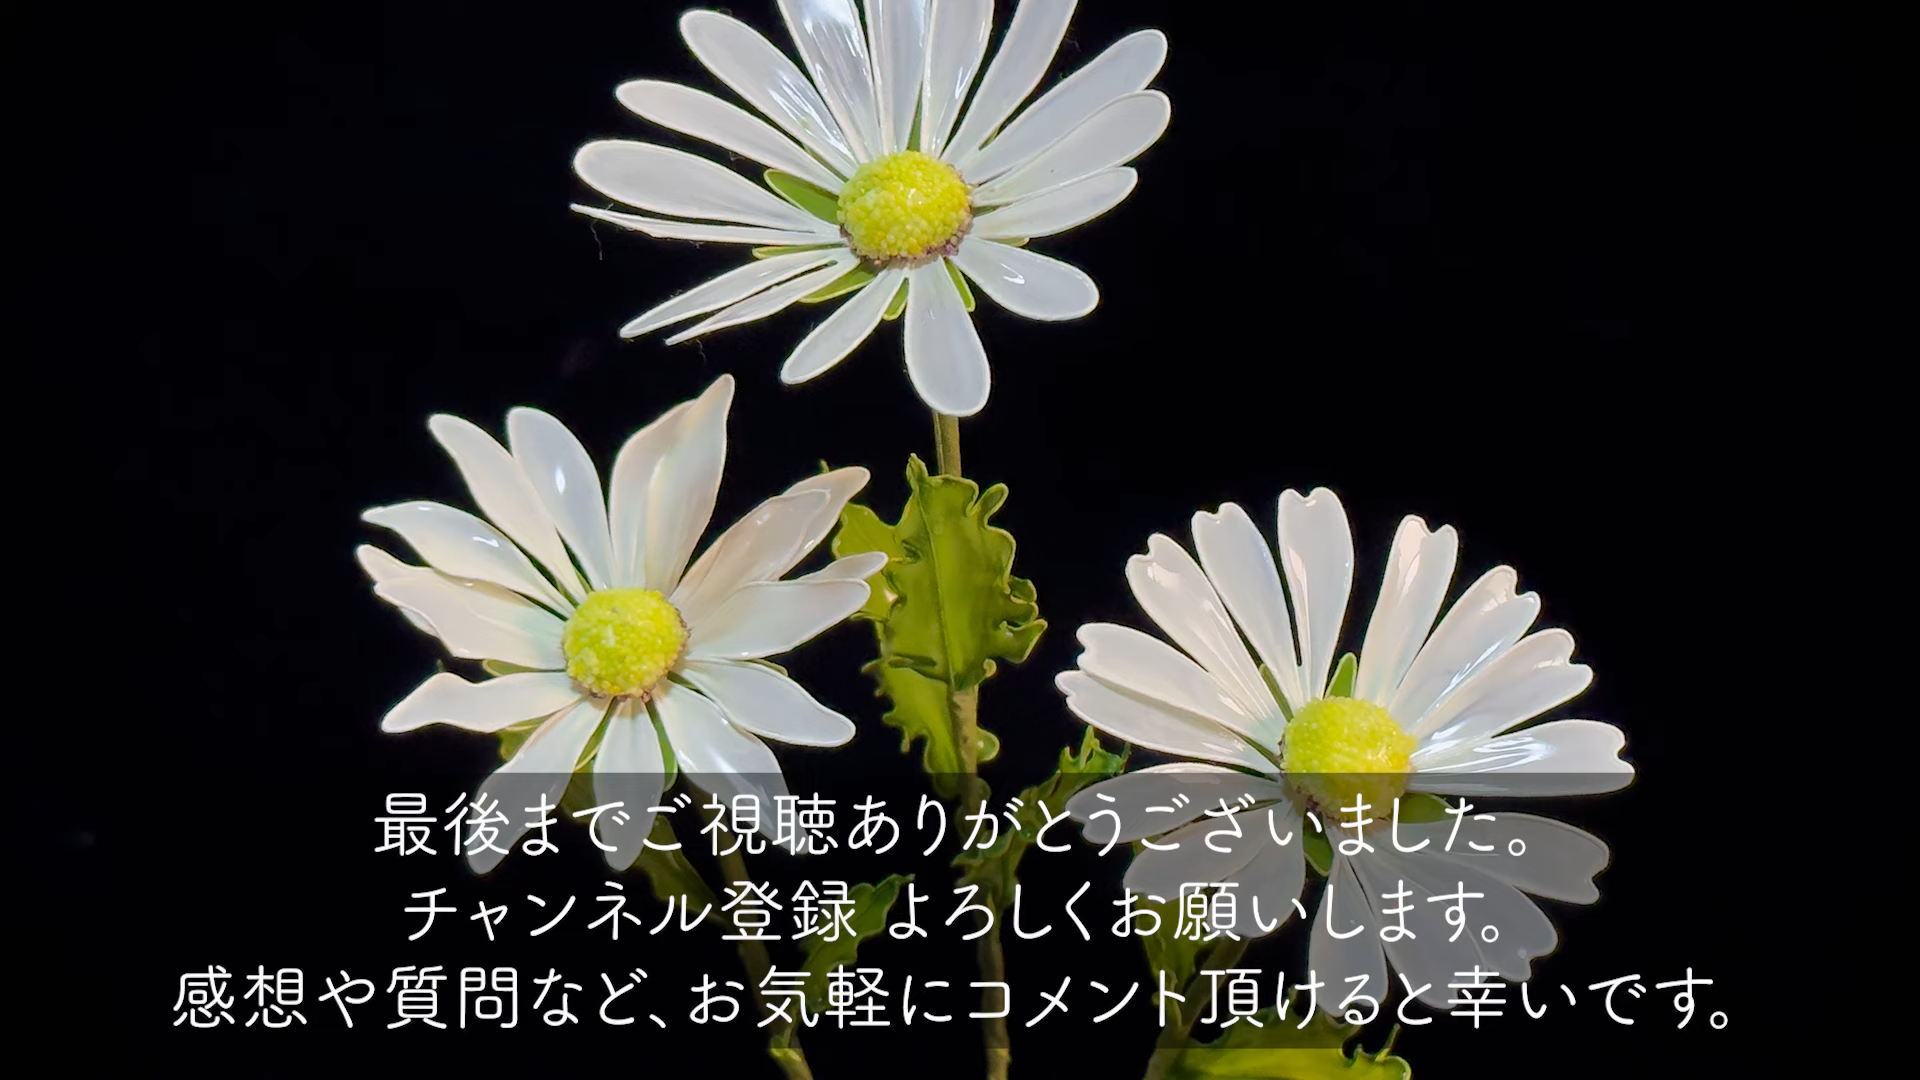 最後までご視聴ありがとうございました。
チャンネル登録 よろしくお願いします。
感想や質問など、お気軽にコメント頂けると幸いです。